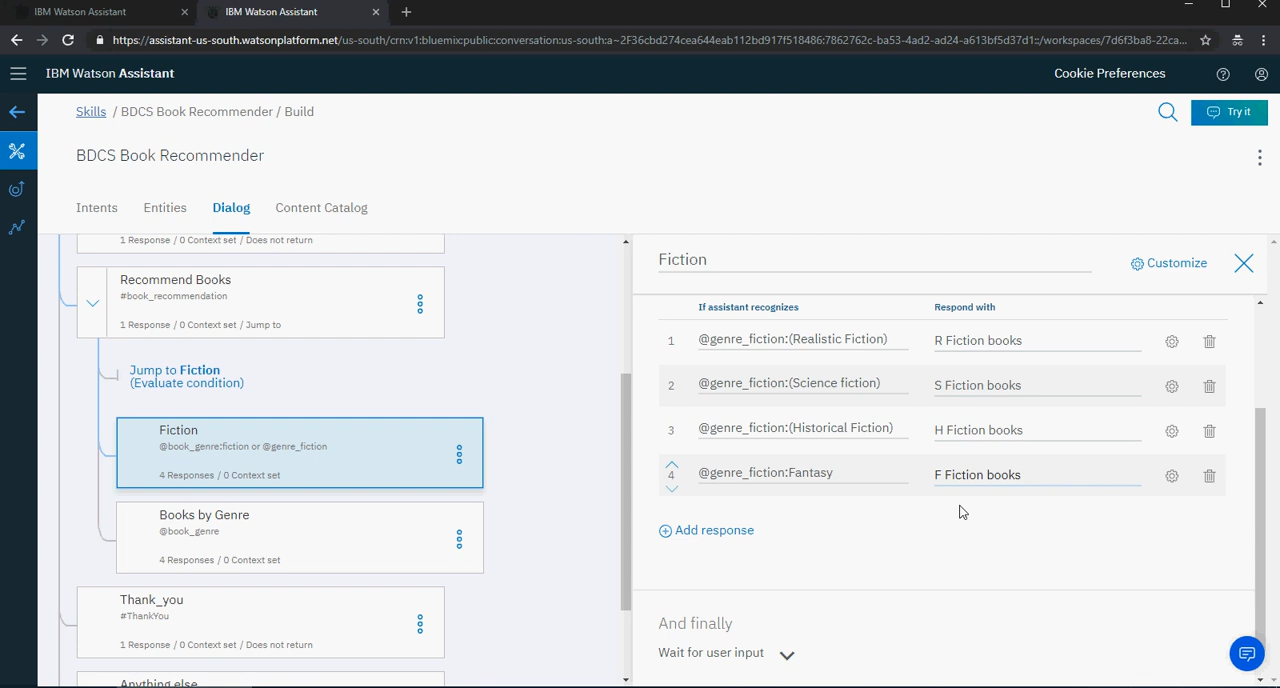 IBM Watson Assistant
IBM Watson Assistant
https://assistant-us-south.watsonplatform.net/us-south/crn:v1:bluemix:public:conversation:us-south:a~2F36cbd274cea644eab112bd917f518486:7862762c-ba53-4ad2-ad24-a613bf5d37d1::/workspaces/7d6f3ba8-22ca...
IBM Watson Assistant
Cookie Preferences
Skills / BDCS Book Recommender / Build
Try it
BDCS Book Recommender
Intents Entities Dialog Content Catalog
1 Response / 0 Context set / Does not return
Recommend Books
#book_recommendation
1 Response / 0 Context set / Jump to
Jump to Fiction
(Evaluate condition)
Fiction
@book_genre:fiction or @genre_fiction
4 Responses / 0 Context set
Books by Genre
@book_genre
4 Responses / 0 Context set
Thank_you
#ThankYou
1 Response / 0 Context set / Does not return
Anything else
Fiction
Customize
If assistant recognizes Respond with
1 @genre_fiction:(Realistic Fiction) R Fiction books
2 @genre_fiction:(Science fiction) S Fiction books
3 @genre_fiction:(Historical Fiction) H Fiction books
4 @genre_fiction:Fantasy F Fiction books
Add response
And finally
Wait for user input